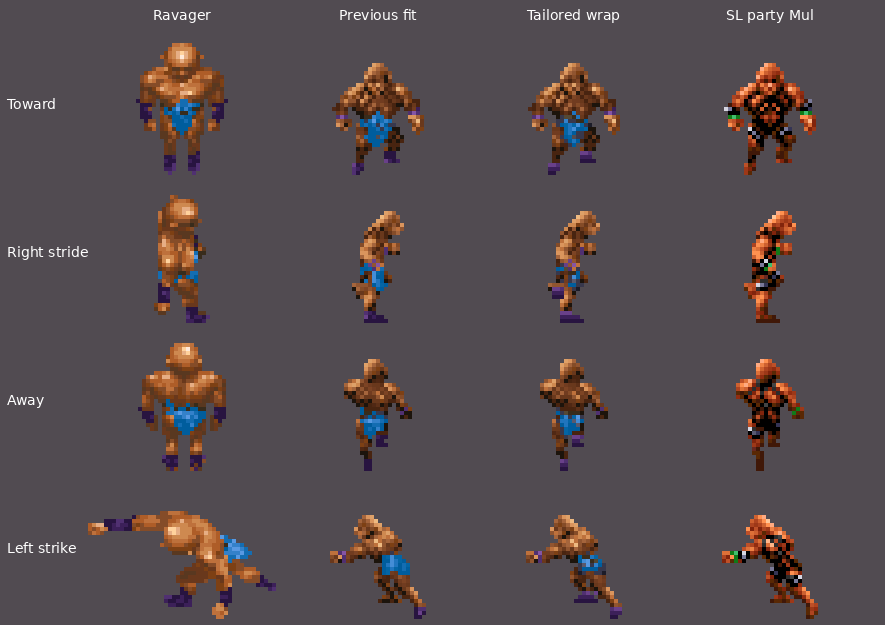 Ravager Previous fit Tailored wrap SL party Mul
Toward
Right stride
Away
Left strike